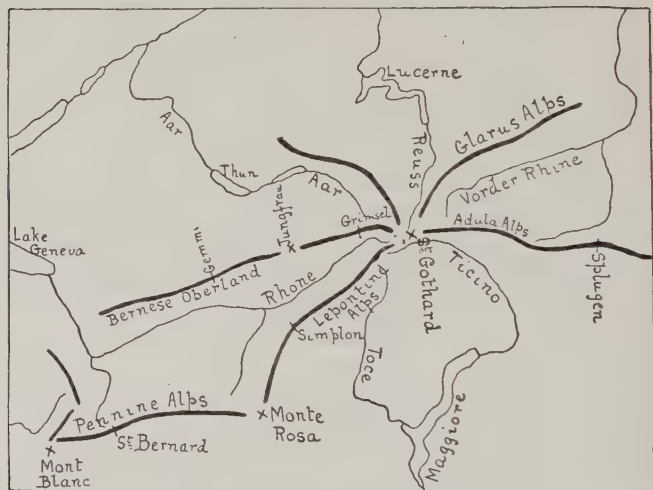 Lucerne
Aar
Reuss
Glarus Alps
Thun
Aar
Vorder Rhine
Jungfrau
Grimsel
Adula Alps
Lake
Geneva
Gemmi
St Gothard
Splugen
Bernese Oberland
Rhone
Lepontine
Alps
Ticino
Simplon
Toce
Pennine Alps
Monte
Rosa
Maggiore
St Bernard
Mont
Blanc